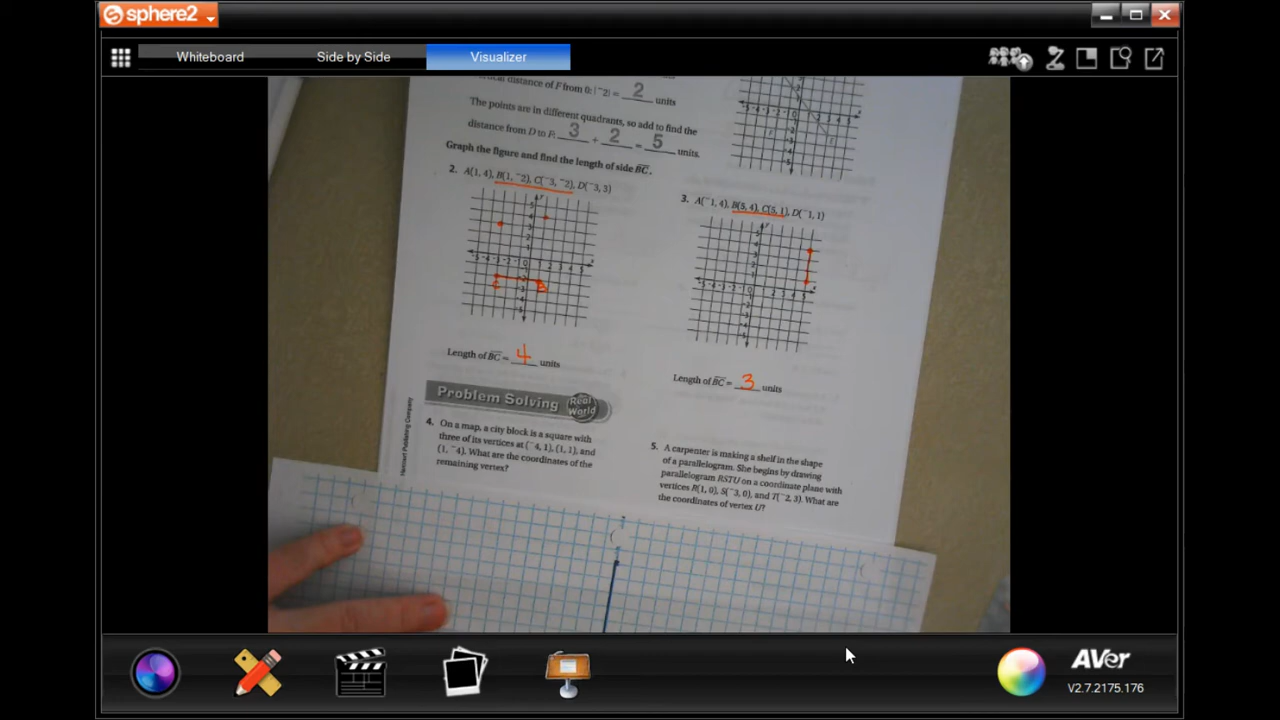 sphere2
Whiteboard
Side by Side
Visualizer
distance of F from 0: |⁻2| = 2 units
The points are in different quadrants, so add to find the
distance from D to F: 3 + 2 = 5 units.
Graph the figure and find the length of side BC.
2. A(1, 4), B(1, ⁻2), C(⁻3, ⁻2), D(⁻3, 3)
y
C B
Length of BC = 4 units
3. A(⁻1, 4), B(5, 4), C(5, 1), D(⁻1, 1)
y
x
Length of BC = 3 units
Problem Solving Real World
4. On a map, a city block is a square with
three of its vertices at (⁻4, 1), (1, 1), and
(1, ⁻4). What are the coordinates of the
remaining vertex?
5. A carpenter is making a shelf in the shape
of a parallelogram. She begins by drawing
parallelogram RSTU on a coordinate plane with
vertices R(1, 0), S(⁻3, 0), and T(⁻2, 3). What are
the coordinates of vertex U?
Harcourt Publishing Company
AVer
V2.7.2175.176